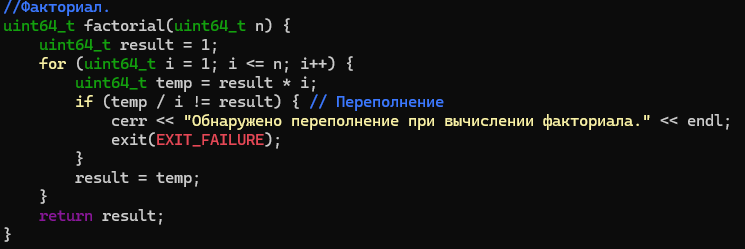 //Факториал.
uint64_t factorial(uint64_t n) {
    uint64_t result = 1;
    for (uint64_t i = 1; i <= n; i++) {
        uint64_t temp = result * i;
        if (temp / i != result) { // Переполнение
            cerr << "Обнаружено переполнение при вычислении факториала." << endl;
            exit(EXIT_FAILURE);
        }
        result = temp;
    }
    return result;
}